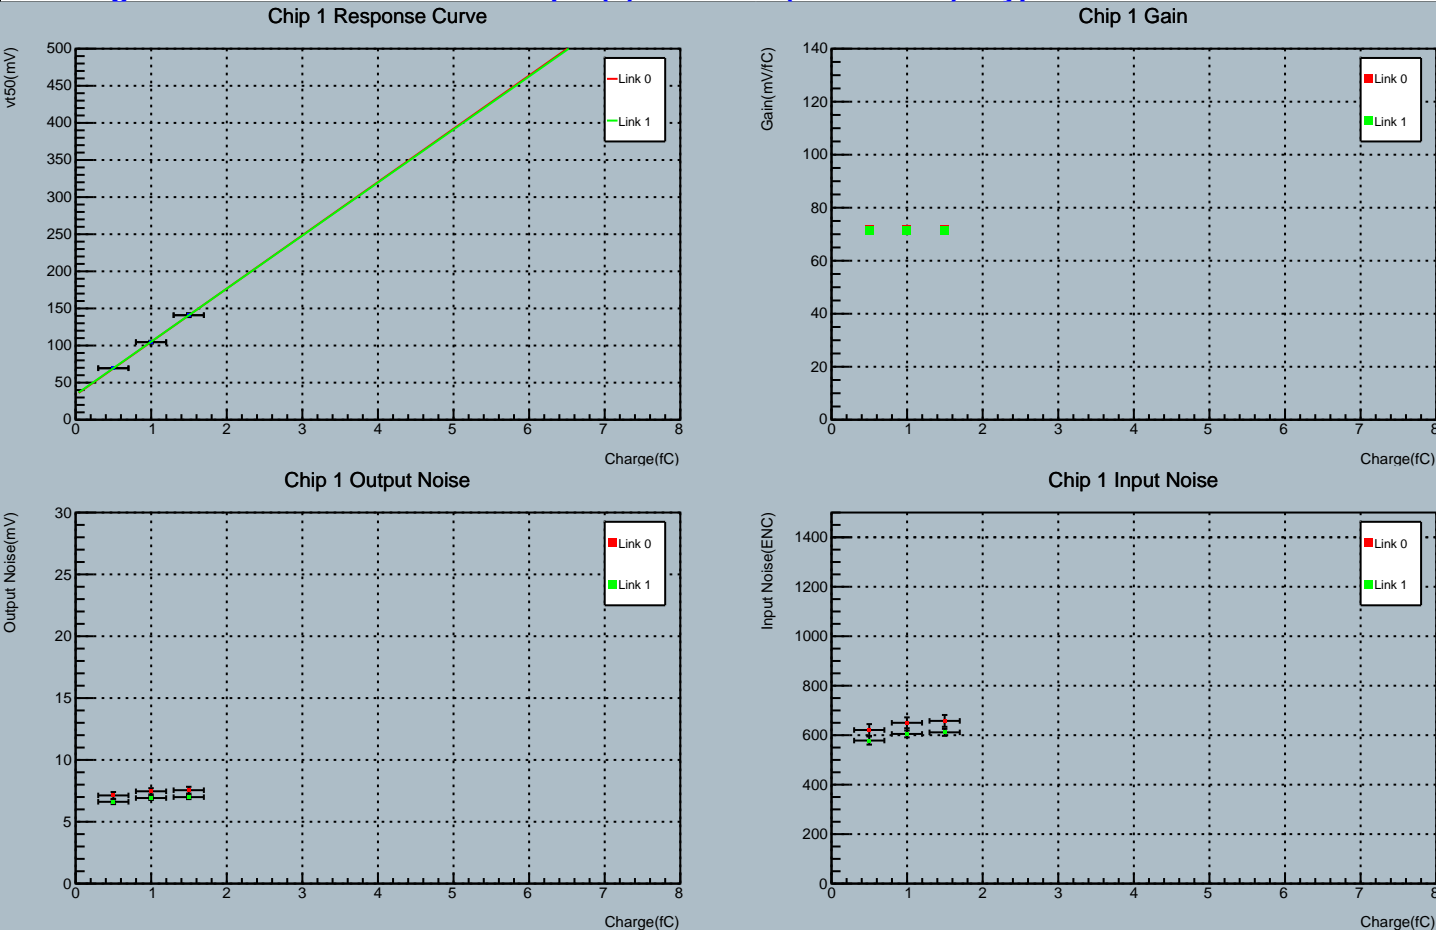 Chip 1 Response Curve
vt50(mV)
500
450
400
350
300
250
200
150
100
50
0
0 1 2 3 4 5 6 7 8
Charge(fC)
Link 0
Link 1
Chip 1 Gain
Gain(mV/fC)
140
120
100
80
60
40
20
0
0 1 2 3 4 5 6 7 8
Charge(fC)
Link 0
Link 1
Chip 1 Output Noise
Output Noise(mV)
30
25
20
15
10
5
0
0 1 2 3 4 5 6 7 8
Charge(fC)
Link 0
Link 1
Chip 1 Input Noise
Input Noise(ENC)
1400
1200
1000
800
600
400
200
0
0 1 2 3 4 5 6 7 8
Charge(fC)
Link 0
Link 1